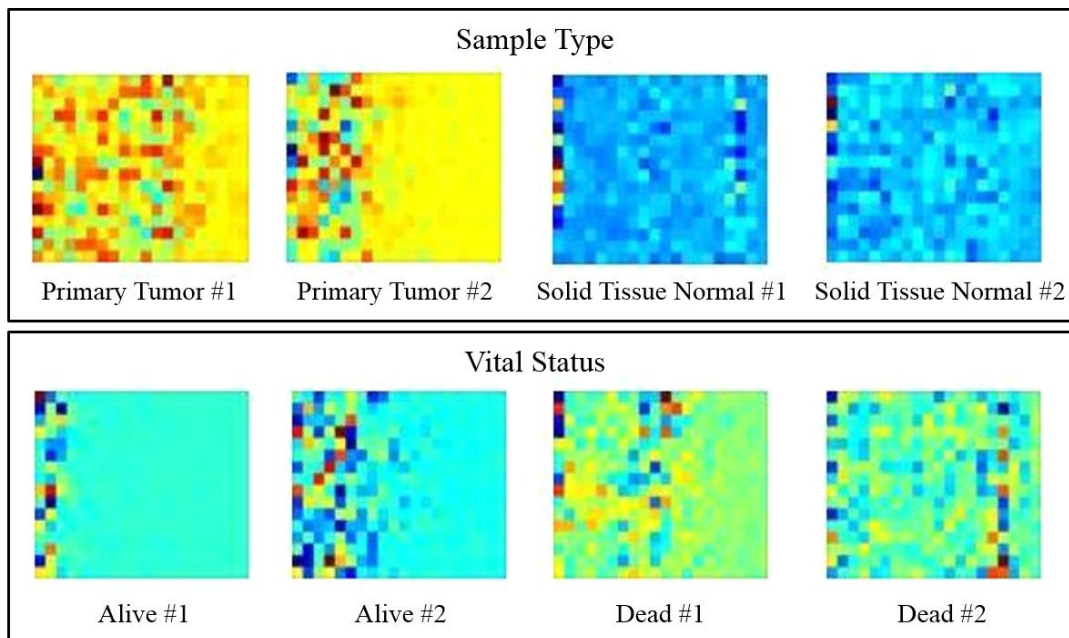 Sample Type
Primary Tumor #1 Primary Tumor #2 Solid Tissue Normal #1 Solid Tissue Normal #2
Vital Status
Alive #1 Alive #2 Dead #1 Dead #2